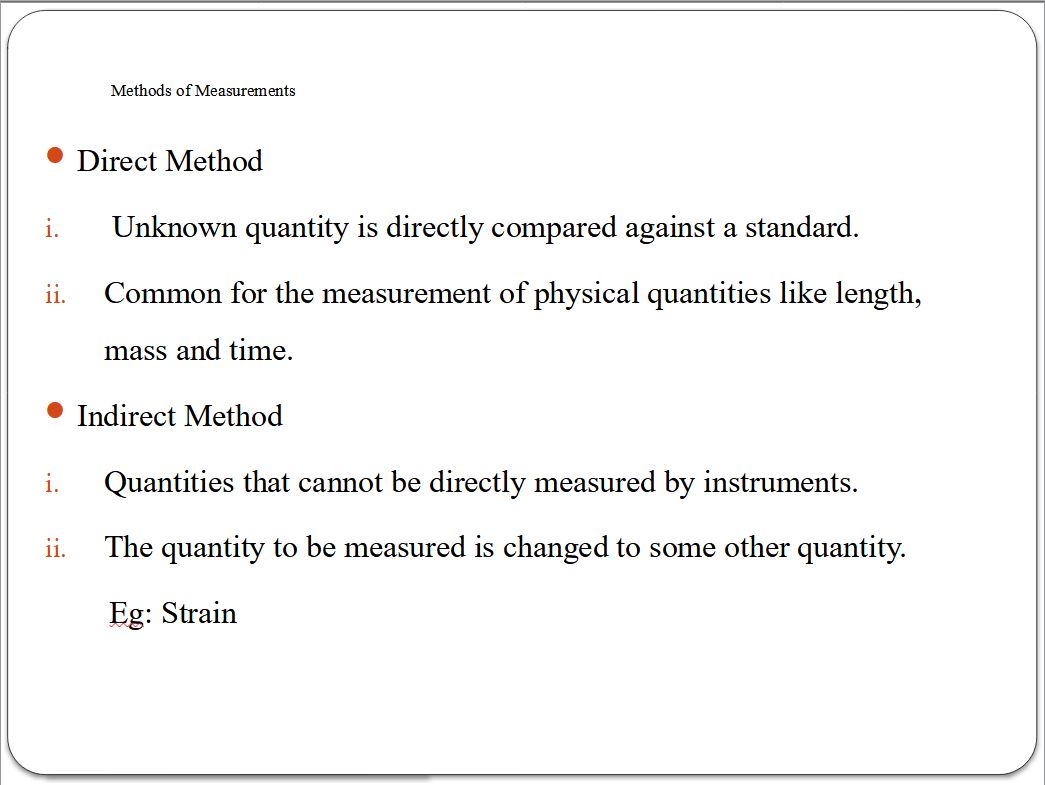 Methods of Measurements
Direct Method
i. Unknown quantity is directly compared against a standard.
ii. Common for the measurement of physical quantities like length,
mass and time.
Indirect Method
i. Quantities that cannot be directly measured by instruments.
ii. The quantity to be measured is changed to some other quantity.
Eg: Strain